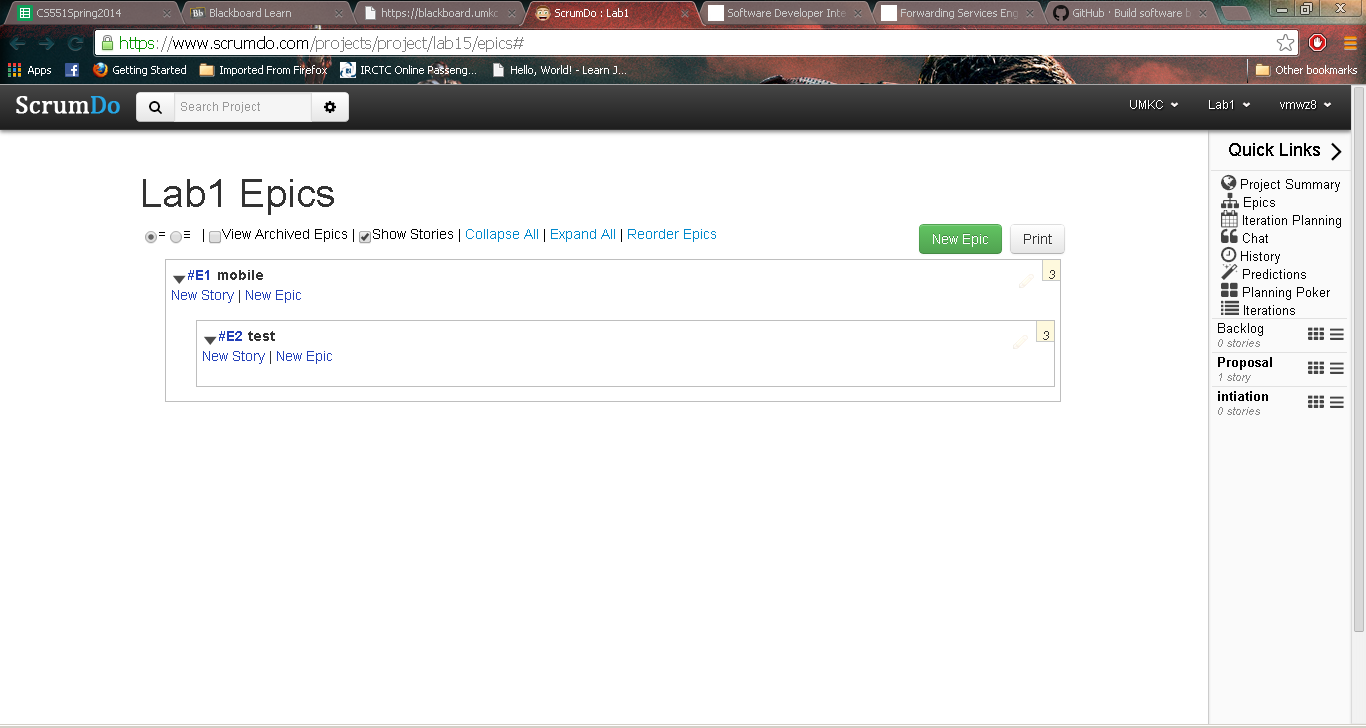 CS551Spring2014
Blackboard Learn
https://blackboard.umkc
ScrumDo : Lab1
Software Developer Inte
Forwarding Services Eng
GitHub · Build software b
https://www.scrumdo.com/projects/project/lab15/epics#
Apps
Getting Started
Imported From Firefox
IRCTC Online Passeng...
Hello, World! - Learn J...
Other bookmarks
ScrumDo
Search Project
UMKC
Lab1
vmwz8
Quick Links
Lab1 Epics
= ≡ | View Archived Epics | Show Stories | Collapse All | Expand All | Reorder Epics
New Epic
Print
#E1 mobile
3
New Story | New Epic
#E2 test
3
New Story | New Epic
Project Summary
Epics
Iteration Planning
Chat
History
Predictions
Planning Poker
Iterations
Backlog
0 stories
Proposal
1 story
intiation
0 stories